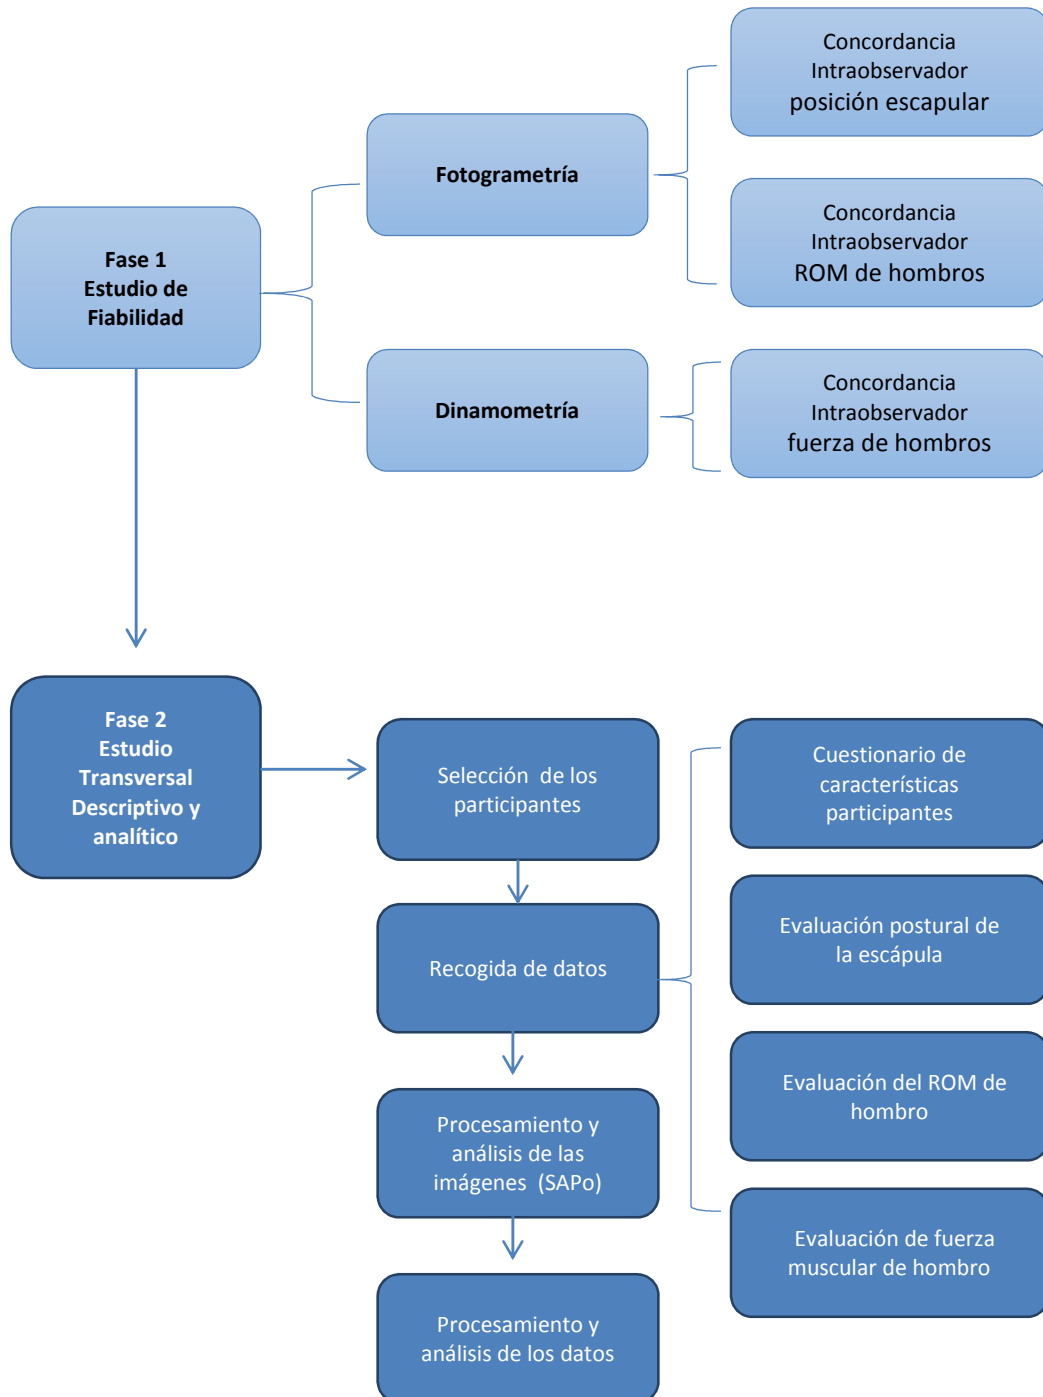 Fase 1
Estudio de
Fiabilidad
Fotogrametría
Concordancia
Intraobservador
posición escapular
Concordancia
Intraobservador
ROM de hombros
Dinamometría
Concordancia
Intraobservador
fuerza de hombros
Fase 2
Estudio
Transversal
Descriptivo y
analítico
Selección de los
participantes
Recogida de datos
Cuestionario de
característícas
participantes
Evaluación postural de
la escápula
Evaluación del ROM de
hombro
Evaluación de fuerza
muscular de hombro
Procesamiento y
análisis de las
imágenes (SAPo)
Procesamiento y
análisis de los datos